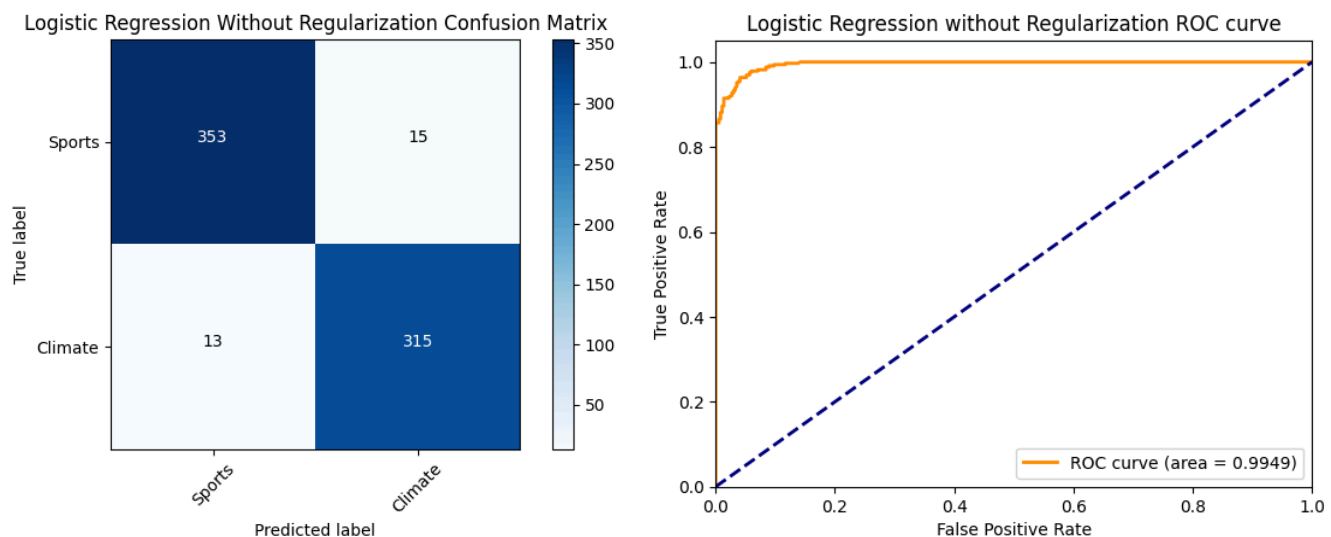 Logistic Regression Without Regularization Confusion Matrix
Sports
Climate
True label
353
15
13
315
Sports
Climate
Predicted label
350
300
250
200
150
100
50
Logistic Regression without Regularization ROC curve
True Positive Rate
1.0
0.8
0.6
0.4
0.2
0.0
ROC curve (area = 0.9949)
0.0
0.2
0.4
0.6
0.8
1.0
False Positive Rate